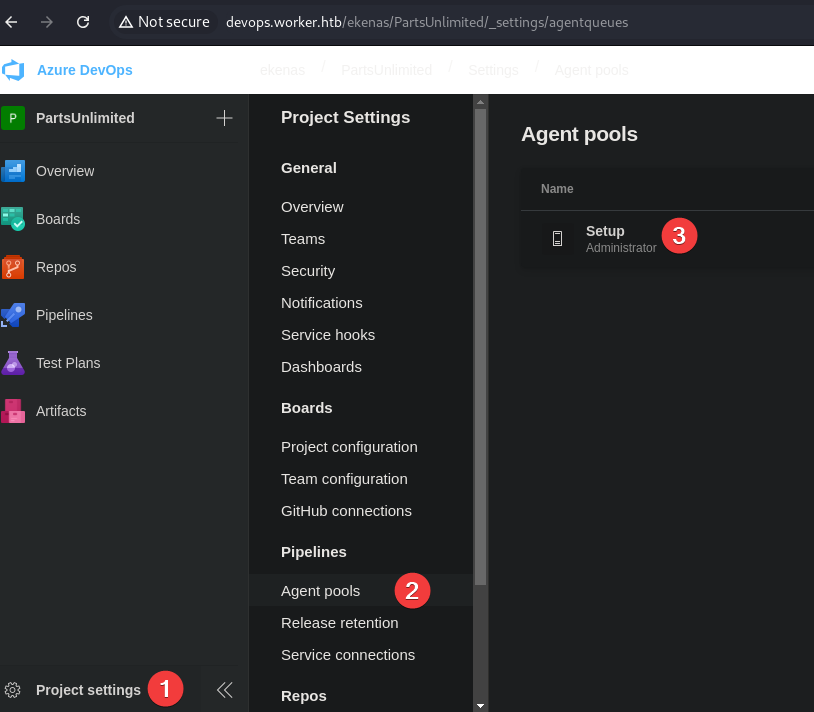 Not secure devops.worker.htb/ekenas/PartsUnlimited/_settings/agentqueues
Azure DevOps ekenas / PartsUnlimited / Settings / Agent pools
P PartsUnlimited
Overview
Boards
Repos
Pipelines
Test Plans
Artifacts
Project settings 1
Project Settings
General
Overview
Teams
Security
Notifications
Service hooks
Dashboards
Boards
Project configuration
Team configuration
GitHub connections
Pipelines
Agent pools 2
Release retention
Service connections
Repos
Agent pools
Name
Setup 3
Administrator